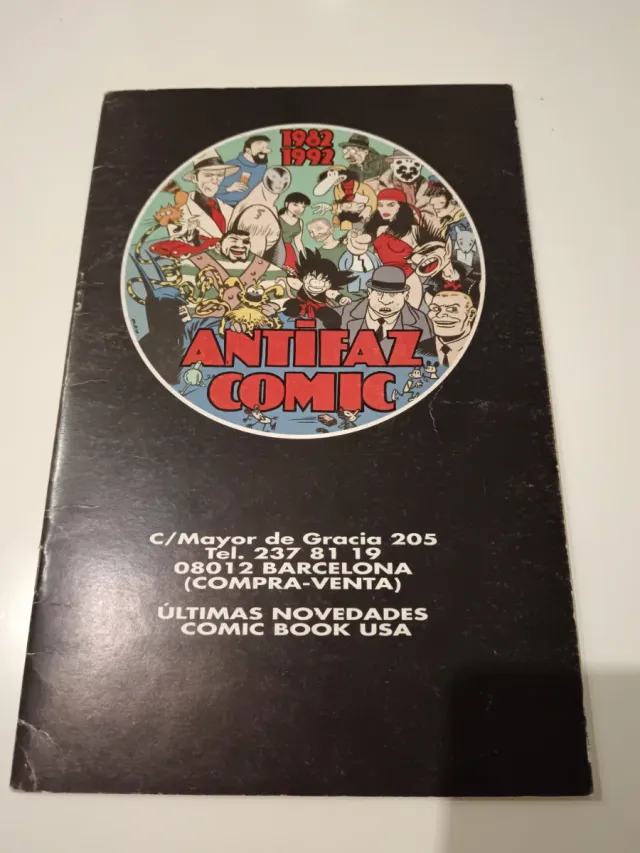 1982
1992
ANTIFAZ
COMIC
C/Mayor de Gracia 205
Tel. 237 81 19
08012 BARCELONA
(COMPRA-VENTA)
ÚLTIMAS NOVEDADES
COMIC BOOK USA